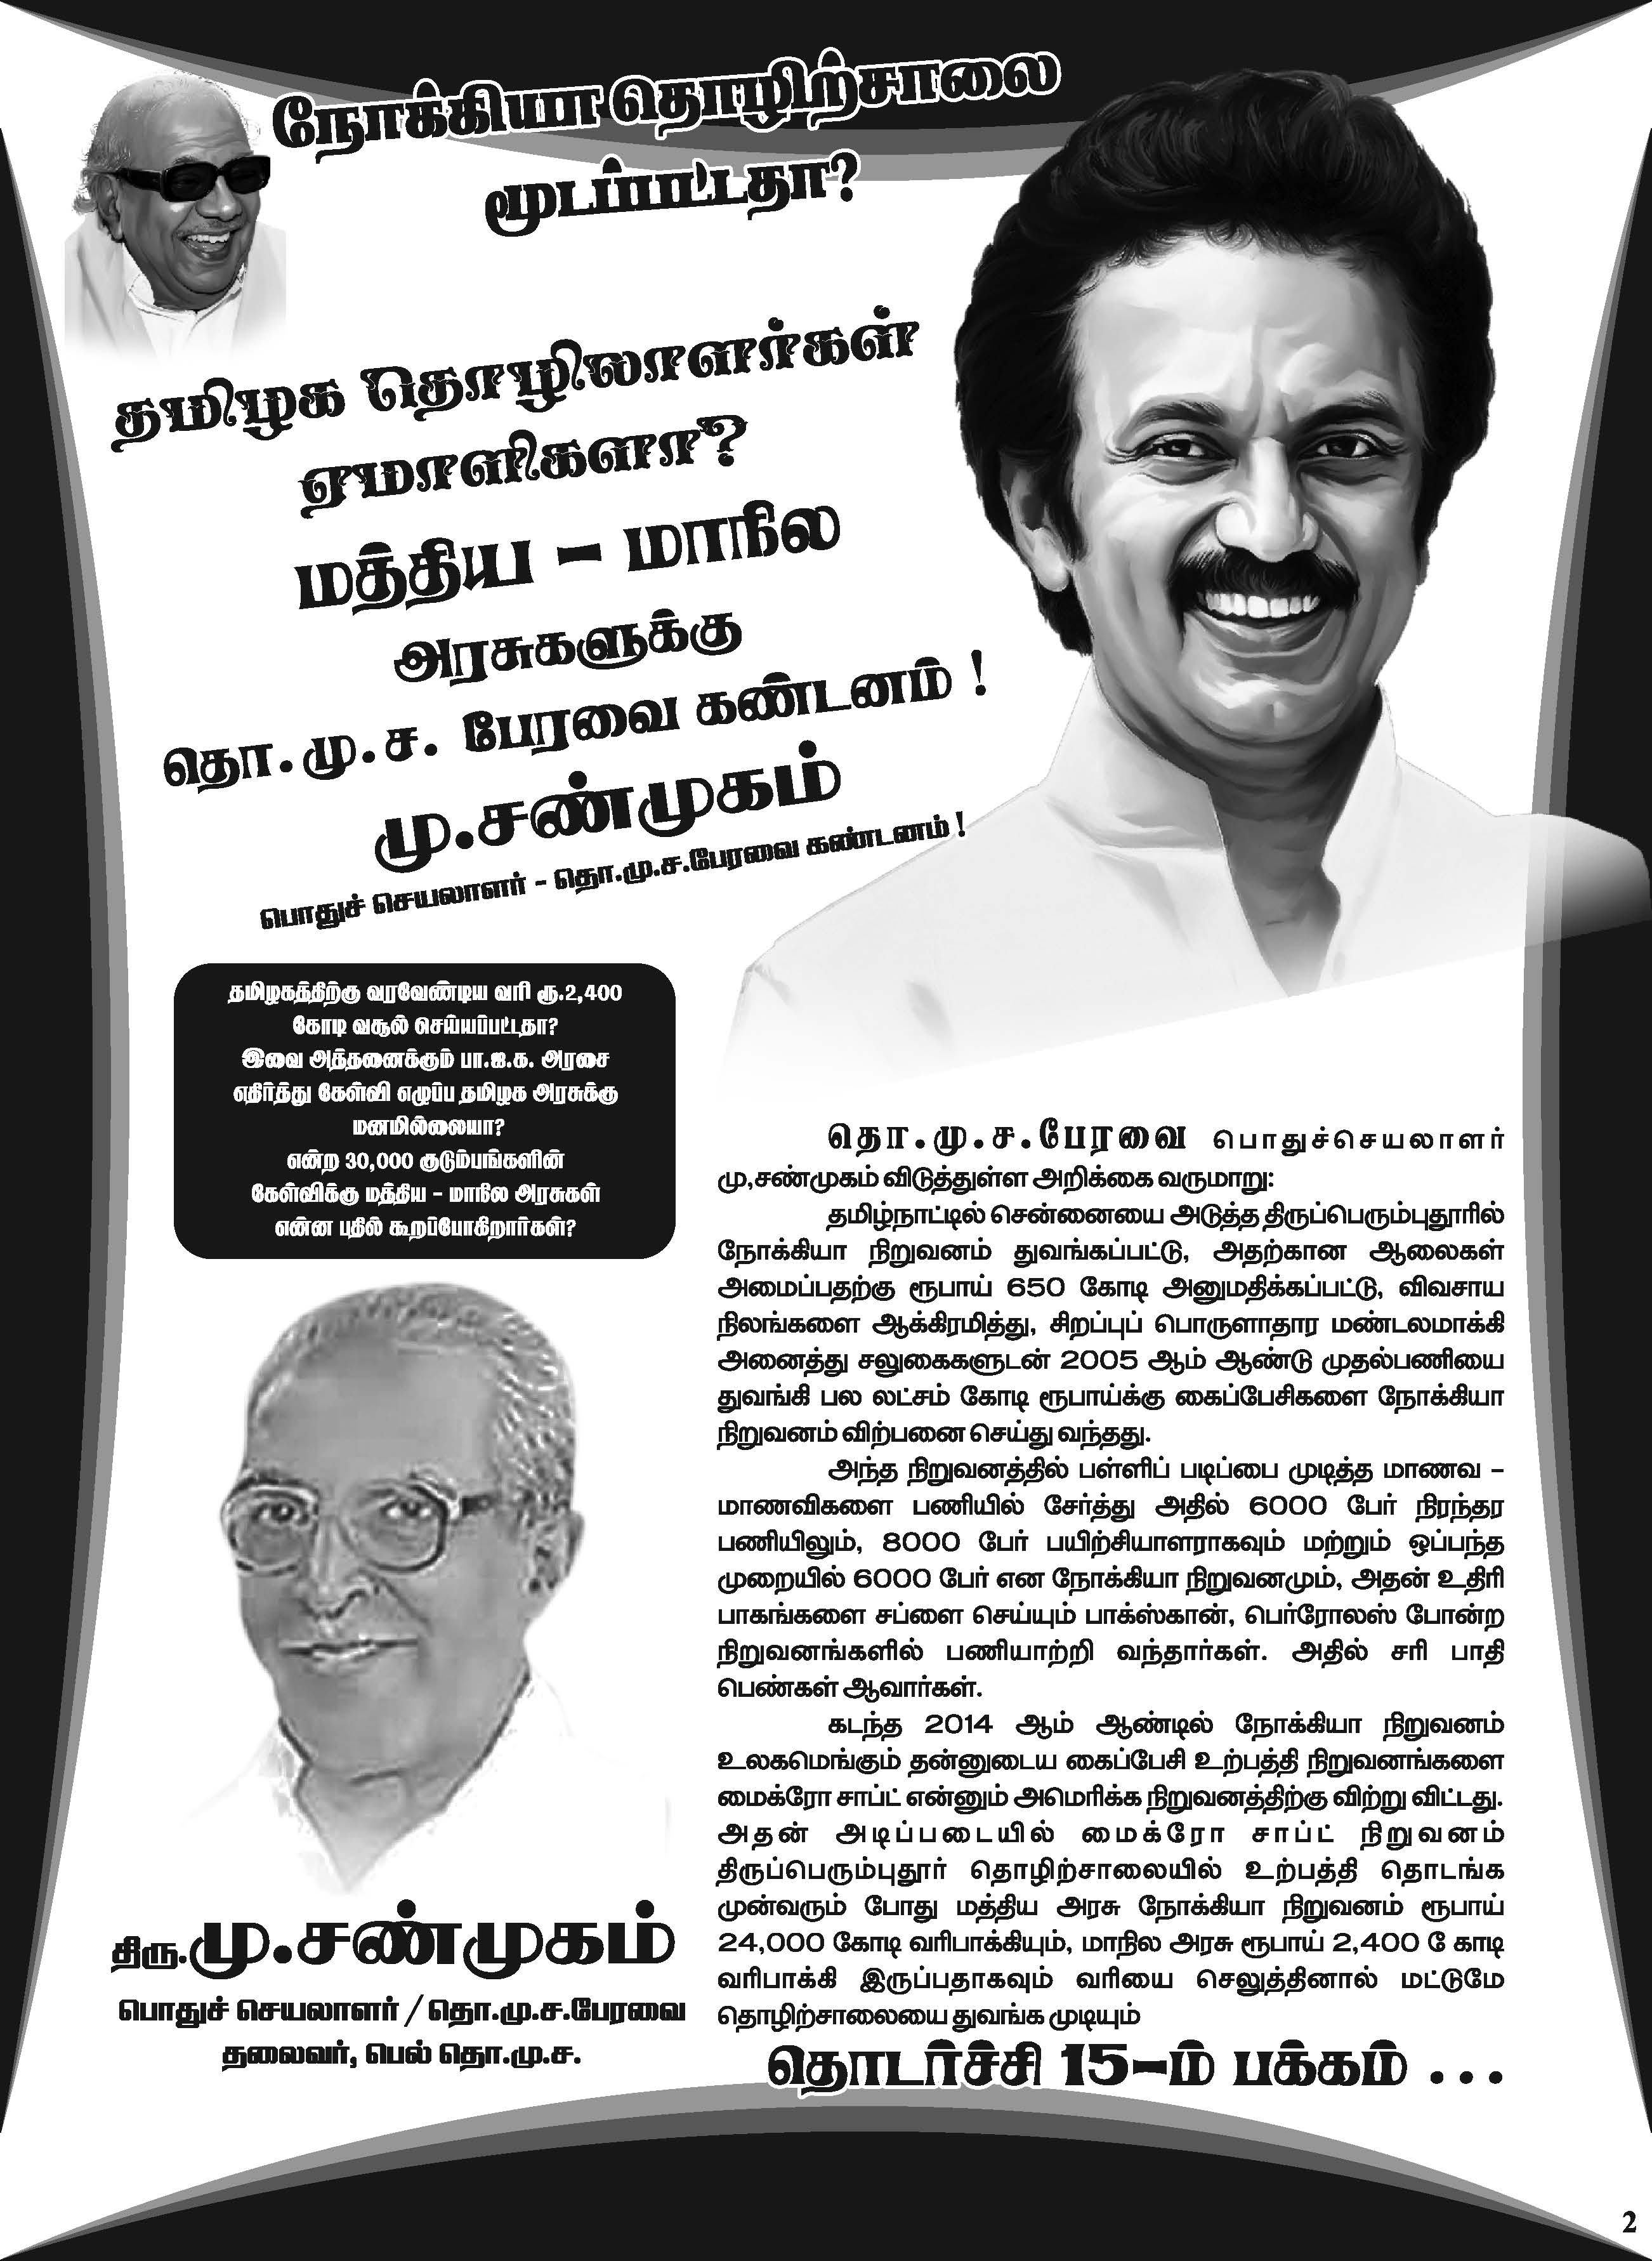 நோக்கியா தொழிற்சாலை
மூடப்பட்டதா?
தமிழக தொழிலாளர்கள்
ஏமாளிகளா?
மத்திய – மாநில
அரசுகளுக்கு
தொ.மு.ச. பேரவை கண்டனம் !
மு.சண்முகம்
பொதுச் செயலாளர் – தொ.மு.ச.பேரவை கண்டனம் !
தமிழகத்திற்கு வரவேண்டிய வரி ரூ.2,400
கோடி வசூல் செய்யப்பட்டதா?
இவை அத்தனைக்கும் பா.ஜ.க. அரசை
எதிர்த்து கேள்வி எழுப்ப தமிழக அரசுக்கு
மனமில்லையா?
என்ற 30,000 குடும்பங்களின்
கேள்விக்கு மத்திய – மாநில அரசுகள்
என்ன பதில் கூறப்போகிறார்கள்?
திரு.மு.சண்முகம்
பொதுச் செயலாளர் / தொ.மு.ச.பேரவை
தலைவர், பெல் தொ.மு.ச.
தொ.மு.ச.பேரவை பொதுச்செயலாளர்
மு,சண்முகம் விடுத்துள்ள அறிக்கை வருமாறு:
தமிழ்நாட்டில் சென்னையை அடுத்த திருப்பெரும்புதூரில்
நோக்கியா நிறுவனம் துவங்கப்பட்டு, அதற்கான ஆலைகள்
அமைப்பதற்கு ரூபாய் 650 கோடி அனுமதிக்கப்பட்டு, விவசாய
நிலங்களை ஆக்கிரமித்து, சிறப்புப் பொருளாதார மண்டலமாக்கி
அனைத்து சலுகைகளுடன் 2005 ஆம் ஆண்டு முதல்பணியை
துவங்கி பல லட்சம் கோடி ரூபாய்க்கு கைப்பேசிகளை நோக்கியா
நிறுவனம் விற்பனை செய்து வந்தது.
அந்த நிறுவனத்தில் பள்ளிப் படிப்பை முடித்த மாணவ –
மாணவிகளை பணியில் சேர்த்து அதில் 6000 பேர் நிரந்தர
பணியிலும், 8000 பேர் பயிற்சியாளராகவும் மற்றும் ஒப்பந்த
முறையில் 6000 பேர் என நோக்கியா நிறுவனமும், அதன் உதிரி
பாகங்களை சப்ளை செய்யும் பாக்ஸ்கான், பெர்ரோலஸ் போன்ற
நிறுவனங்களில் பணியாற்றி வந்தார்கள். அதில் சரி பாதி
பெண்கள் ஆவார்கள்.
கடந்த 2014 ஆம் ஆண்டில் நோக்கியா நிறுவனம்
உலகமெங்கும் தன்னுடைய கைப்பேசி உற்பத்தி நிறுவனங்களை
மைக்ரோ சாப்ட் என்னும் அமெரிக்க நிறுவனத்திற்கு விற்று விட்டது.
அதன் அடிப்படையில் மைக்ரோ சாப்ட் நிறுவனம்
திருப்பெரும்புதூர் தொழிற்சாலையில் உற்பத்தி தொடங்க
முன்வரும் போது மத்திய அரசு நோக்கியா நிறுவனம் ரூபாய்
24,000 கோடி வரிபாக்கியும், மாநில அரசு ரூபாய் 2,400 கோடி
வரிபாக்கி இருப்பதாகவும் வரியை செலுத்தினால் மட்டுமே
தொழிற்சாலையை துவங்க முடியும்
தொடர்ச்சி 15–ம் பக்கம் ...
2